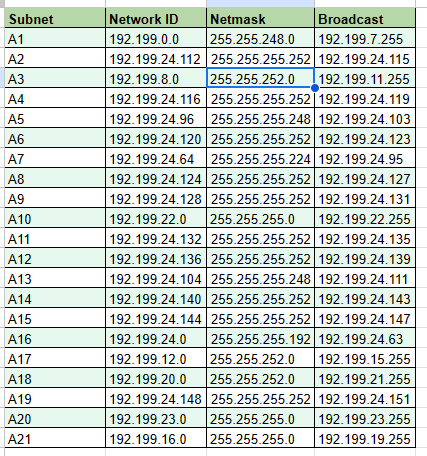 Subnet Network ID Netmask Broadcast
A1 192.199.0.0 255.255.248.0 192.199.7.255
A2 192.199.24.112 255.255.255.252 192.199.24.115
A3 192.199.8.0 255.255.252.0 192.199.11.255
A4 192.199.24.116 255.255.255.252 192.199.24.119
A5 192.199.24.96 255.255.255.248 192.199.24.103
A6 192.199.24.120 255.255.255.252 192.199.24.123
A7 192.199.24.64 255.255.255.224 192.199.24.95
A8 192.199.24.124 255.255.255.252 192.199.24.127
A9 192.199.24.128 255.255.255.252 192.199.24.131
A10 192.199.22.0 255.255.255.0 192.199.22.255
A11 192.199.24.132 255.255.255.252 192.199.24.135
A12 192.199.24.136 255.255.255.252 192.199.24.139
A13 192.199.24.104 255.255.255.248 192.199.24.111
A14 192.199.24.140 255.255.255.252 192.199.24.143
A15 192.199.24.144 255.255.255.252 192.199.24.147
A16 192.199.24.0 255.255.255.192 192.199.24.63
A17 192.199.12.0 255.255.252.0 192.199.15.255
A18 192.199.20.0 255.255.252.0 192.199.21.255
A19 192.199.24.148 255.255.255.252 192.199.24.151
A20 192.199.23.0 255.255.255.0 192.199.23.255
A21 192.199.16.0 255.255.255.0 192.199.19.255